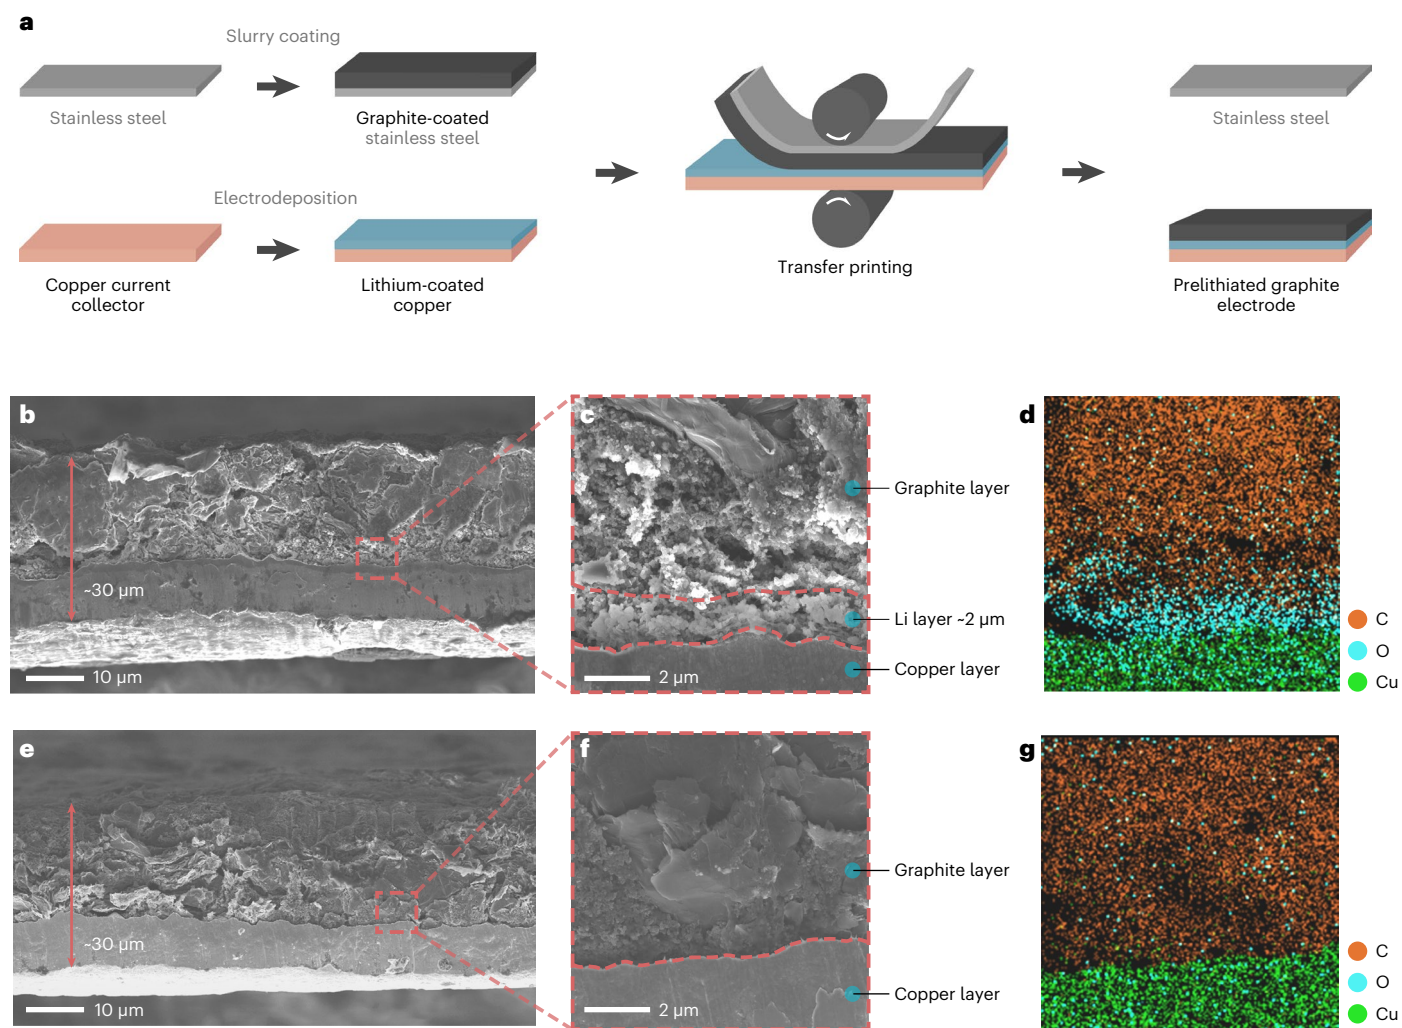 a
Slurry coating
Stainless steel
Graphite-coated
stainless steel
Stainless steel
Electrodeposition
Copper current
collector
Lithium-coated
copper
Transfer printing
Prelithiated graphite
electrode
b
~30 μm
10 μm
c
Graphite layer
Li layer ~2 μm
Copper layer
2 μm
d
C
O
Cu
e
~30 μm
10 μm
f
Graphite layer
Copper layer
2 μm
g
C
O
Cu